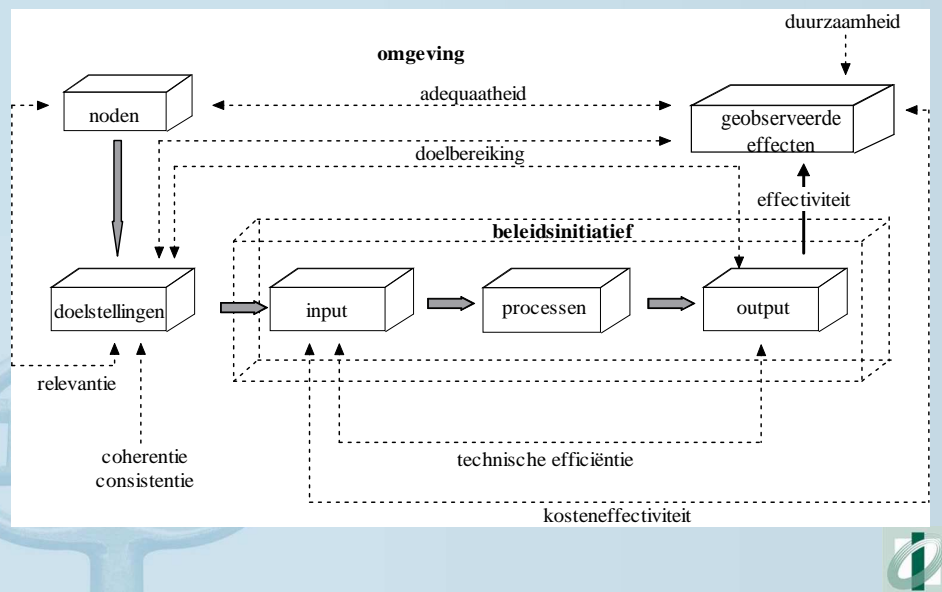 duurzaamheid
omgeving
adequaatheid
noden
geobserveerde
effecten
doelbereiking
effectiviteit
beleidsinitiatief
doelstellingen
input
processen
output
relevantie
coherentie
consistentie
technische efficiëntie
kosteneffectiviteit